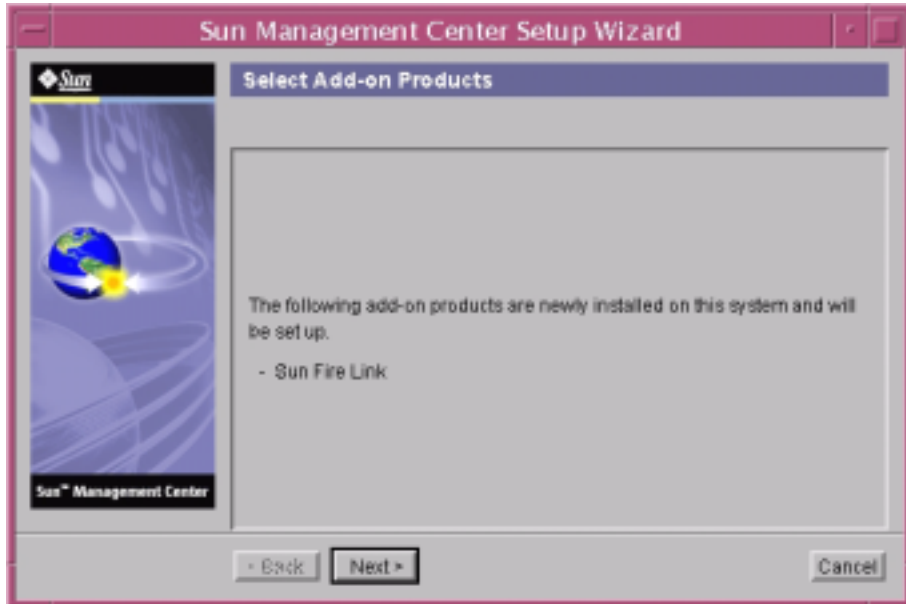 Sun Management Center Setup Wizard
Sun
Select Add-on Products
The following add-on products are newly installed on this system and will
be set up.
- Sun Fire Link
Sun™ Management Center
Back
Next
Cancel